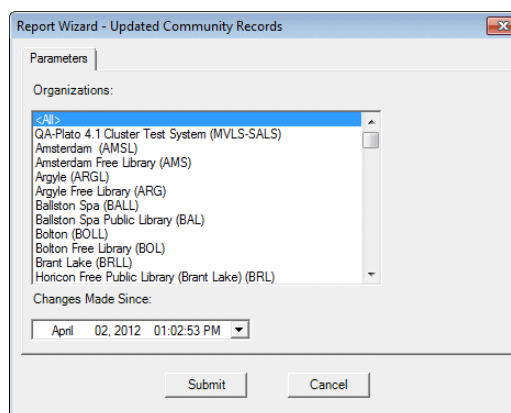 Report Wizard - Updated Community Records
Parameters
Organizations:
<All>
QA-Plato 4.1 Cluster Test System (MVLS-SALS)
Amsterdam (AMSL)
Amsterdam Free Library (AMS)
Argyle (ARGL)
Argyle Free Library (ARG)
Ballston Spa (BALL)
Ballston Spa Public Library (BAL)
Bolton (BOLL)
Bolton Free Library (BOL)
Brant Lake (BRLL)
Horicon Free Public Library (Brant Lake) (BRL)
Changes Made Since:
April 02, 2012 01:02:53 PM
Submit Cancel